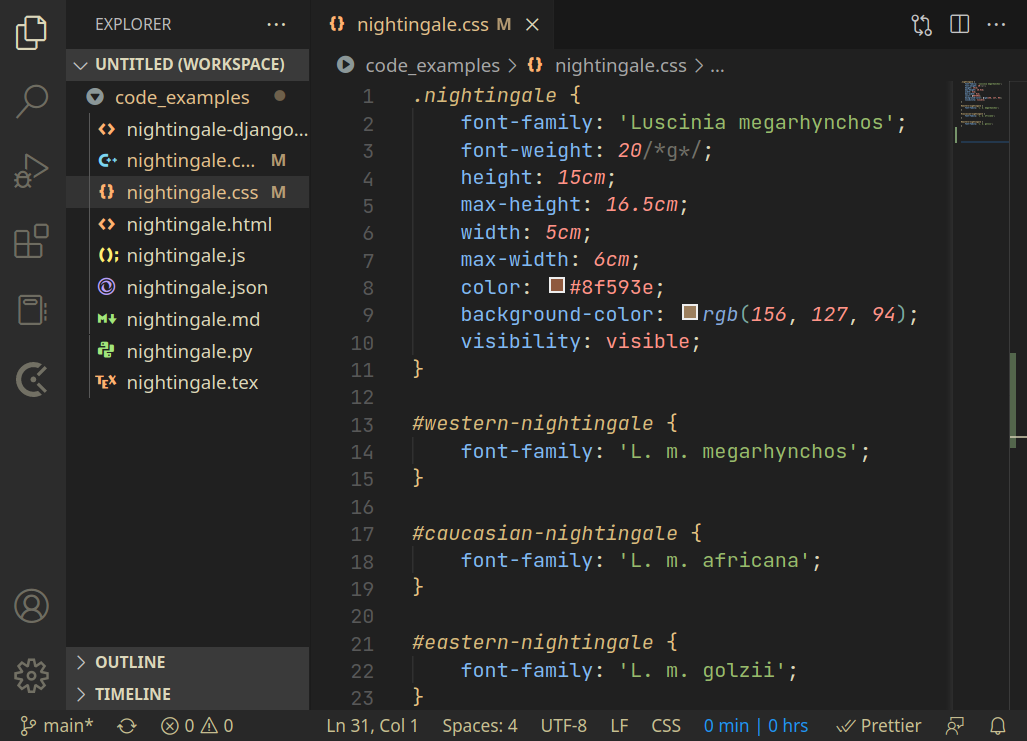 EXPLORER
UNTITLED (WORKSPACE)
code_examples
nightingale-django...
nightingale.c... M
nightingale.css M
nightingale.html
nightingale.js
nightingale.json
nightingale.md
nightingale.py
TEX nightingale.tex
OUTLINE
TIMELINE
nightingale.css M
code_examples > nightingale.css > ...
1 .nightingale {
2 font-family: 'Luscinia megarhynchos';
3 font-weight: 20/*g*/;
4 height: 15cm;
5 max-height: 16.5cm;
6 width: 5cm;
7 max-width: 6cm;
8 color: #8f593e;
9 background-color: rgb(156, 127, 94);
10 visibility: visible;
11 }
12
13 #western-nightingale {
14 font-family: 'L. m. megarhynchos';
15 }
16
17 #caucasian-nightingale {
18 font-family: 'L. m. africana';
19 }
20
21 #eastern-nightingale {
22 font-family: 'L. m. golzii';
23 }
main* 0 0 Ln 31, Col 1 Spaces: 4 UTF-8 LF CSS 0 min | 0 hrs Prettier